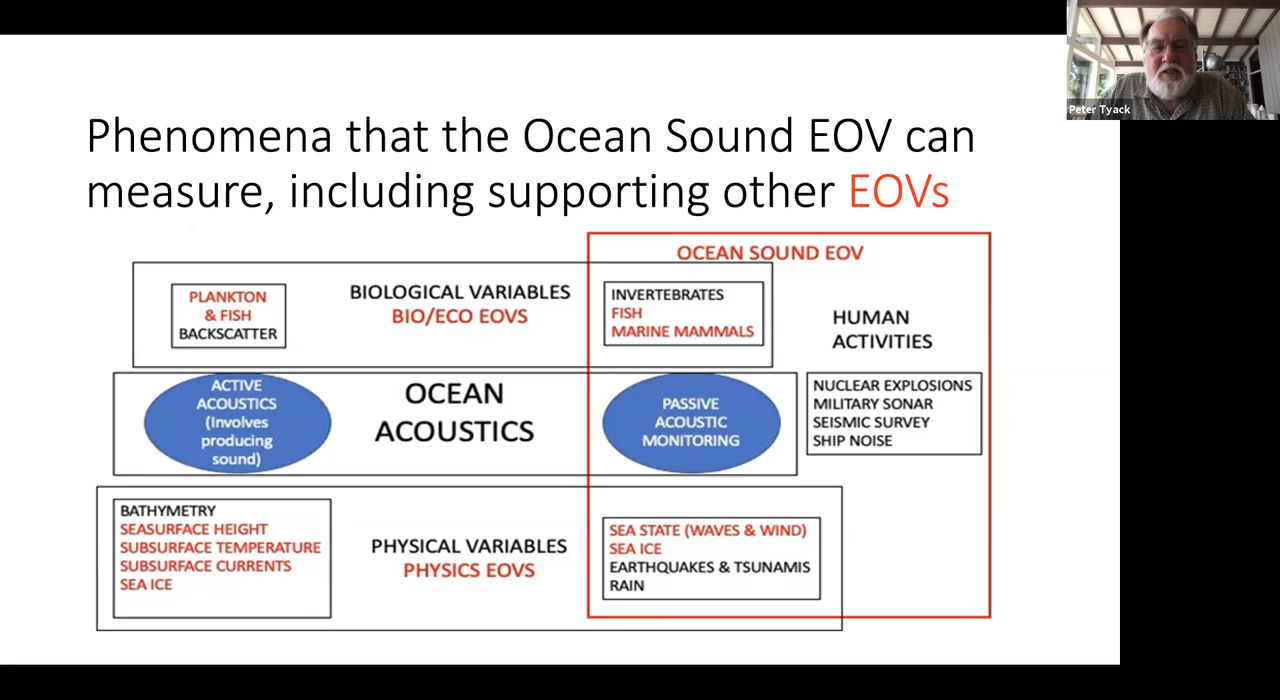 Peter Tyack
Phenomena that the Ocean Sound EOV can
measure, including supporting other EOVs
OCEAN SOUND EOV
PLANKTON
& FISH
BACKSCATTER
BIOLOGICAL VARIABLES
BIO/ECO EOVS
INVERTEBRATES
FISH
MARINE MAMMALS
HUMAN
ACTIVITIES
ACTIVE
ACOUSTICS
(Involves
producing
sound)
OCEAN
ACOUSTICS
PASSIVE
ACOUSTIC
MONITORING
NUCLEAR EXPLOSIONS
MILITARY SONAR
SEISMIC SURVEY
SHIP NOISE
BATHYMETRY
SEASURFACE HEIGHT
SUBSURFACE TEMPERATURE
SUBSURFACE CURRENTS
SEA ICE
PHYSICAL VARIABLES
PHYSICS EOVS
SEA STATE (WAVES & WIND)
SEA ICE
EARTHQUAKES & TSUNAMIS
RAIN